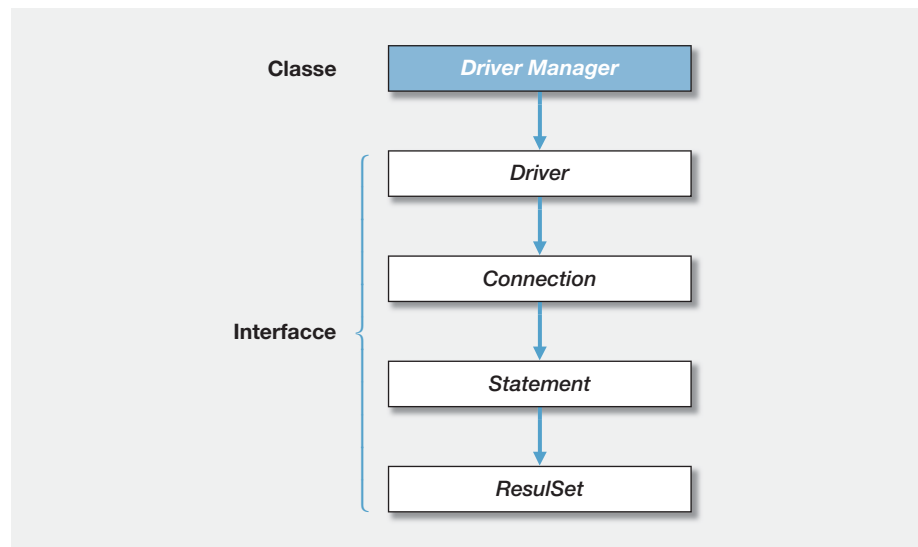 Classe
Driver Manager
Driver
Connection
Interfacce
Statement
ResulSet